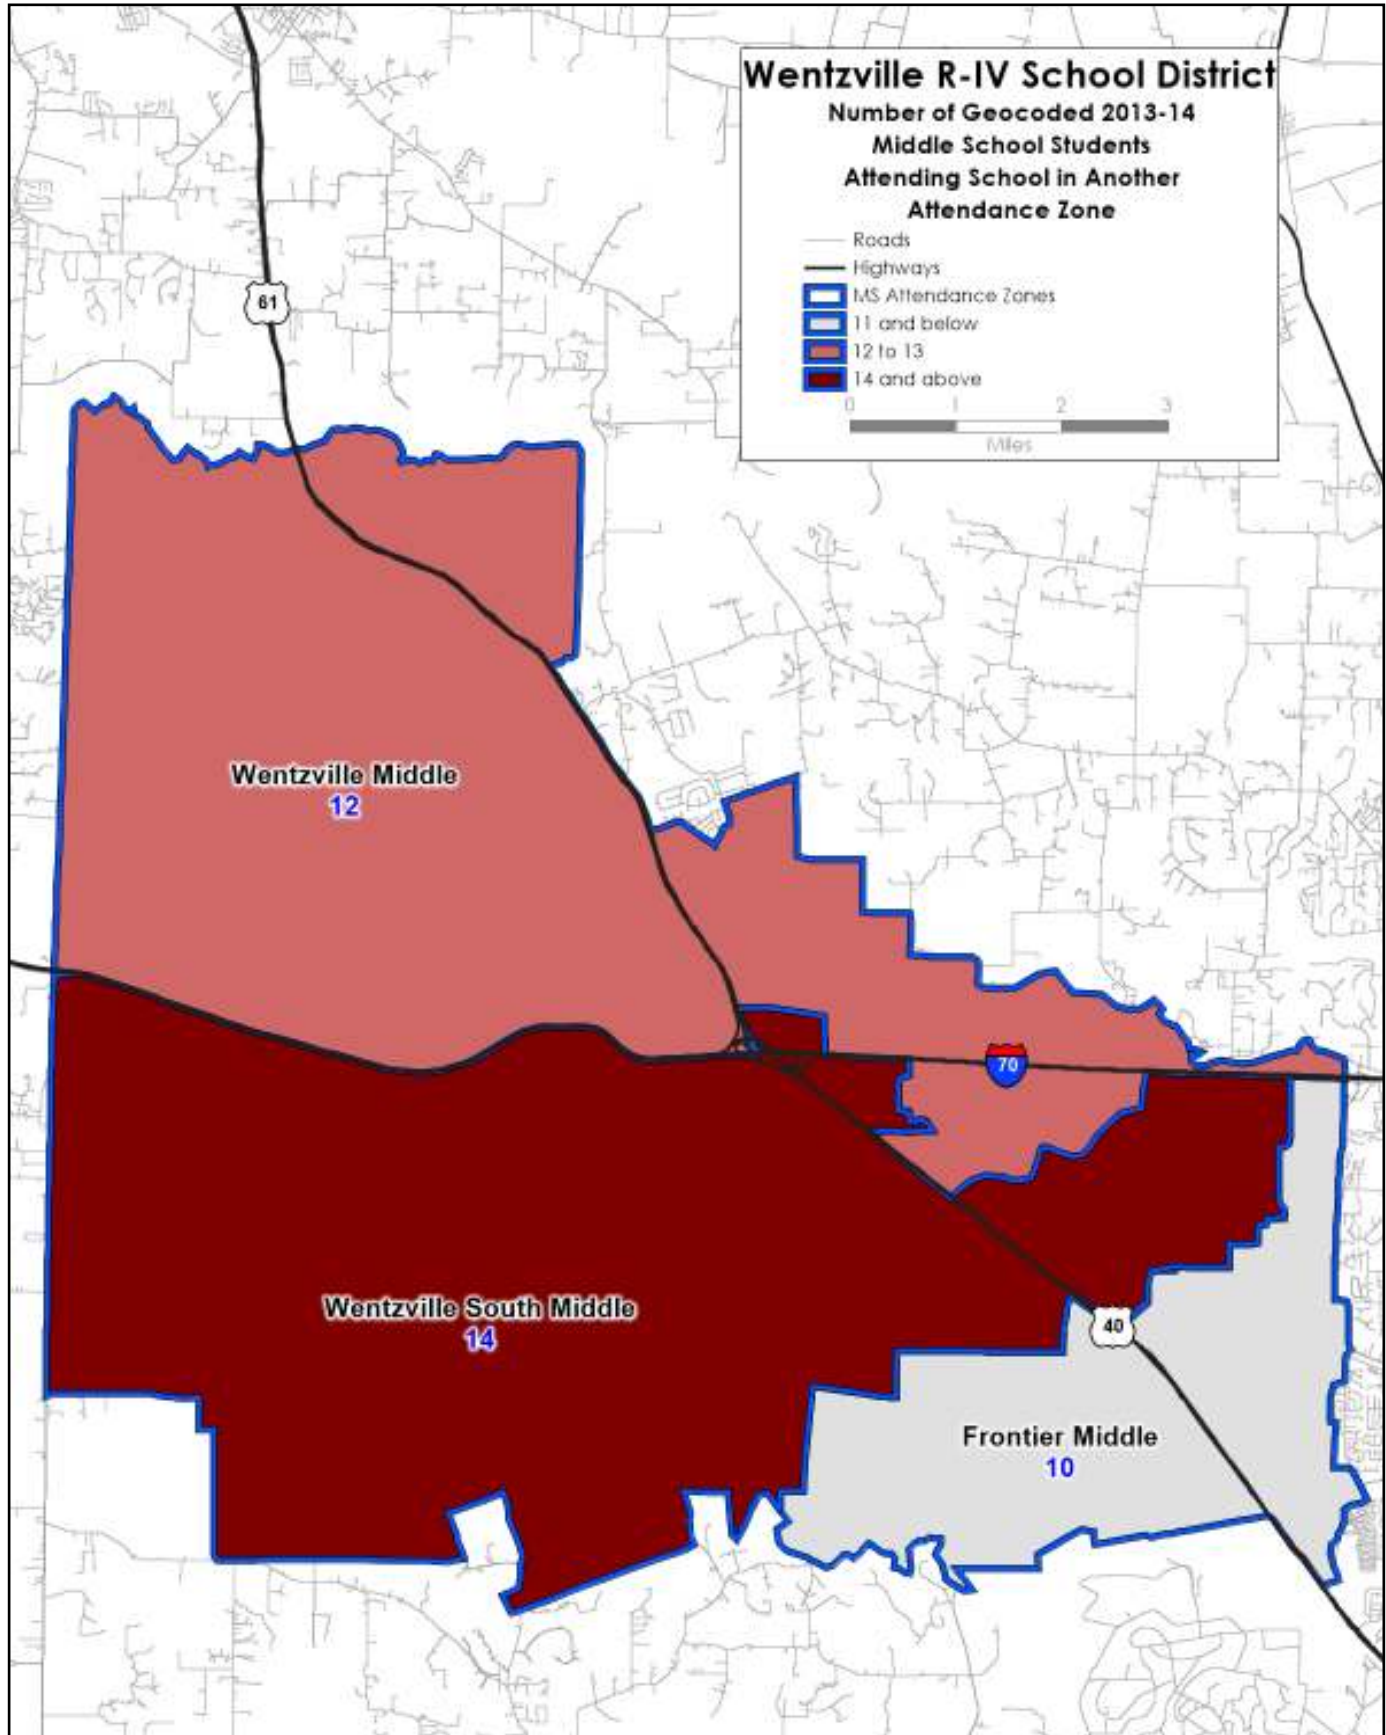 Wentzville R-IV School District
Number of Geocoded 2013-14
Middle School Students
Attending School in Another
Attendance Zone
Roads
Highways
MS Attendance Zones
11 and below
12 to 13
14 and above
0 1 2 3
Miles
61
Wentzville Middle
12
70
Wentzville South Middle
14
40
Frontier Middle
10